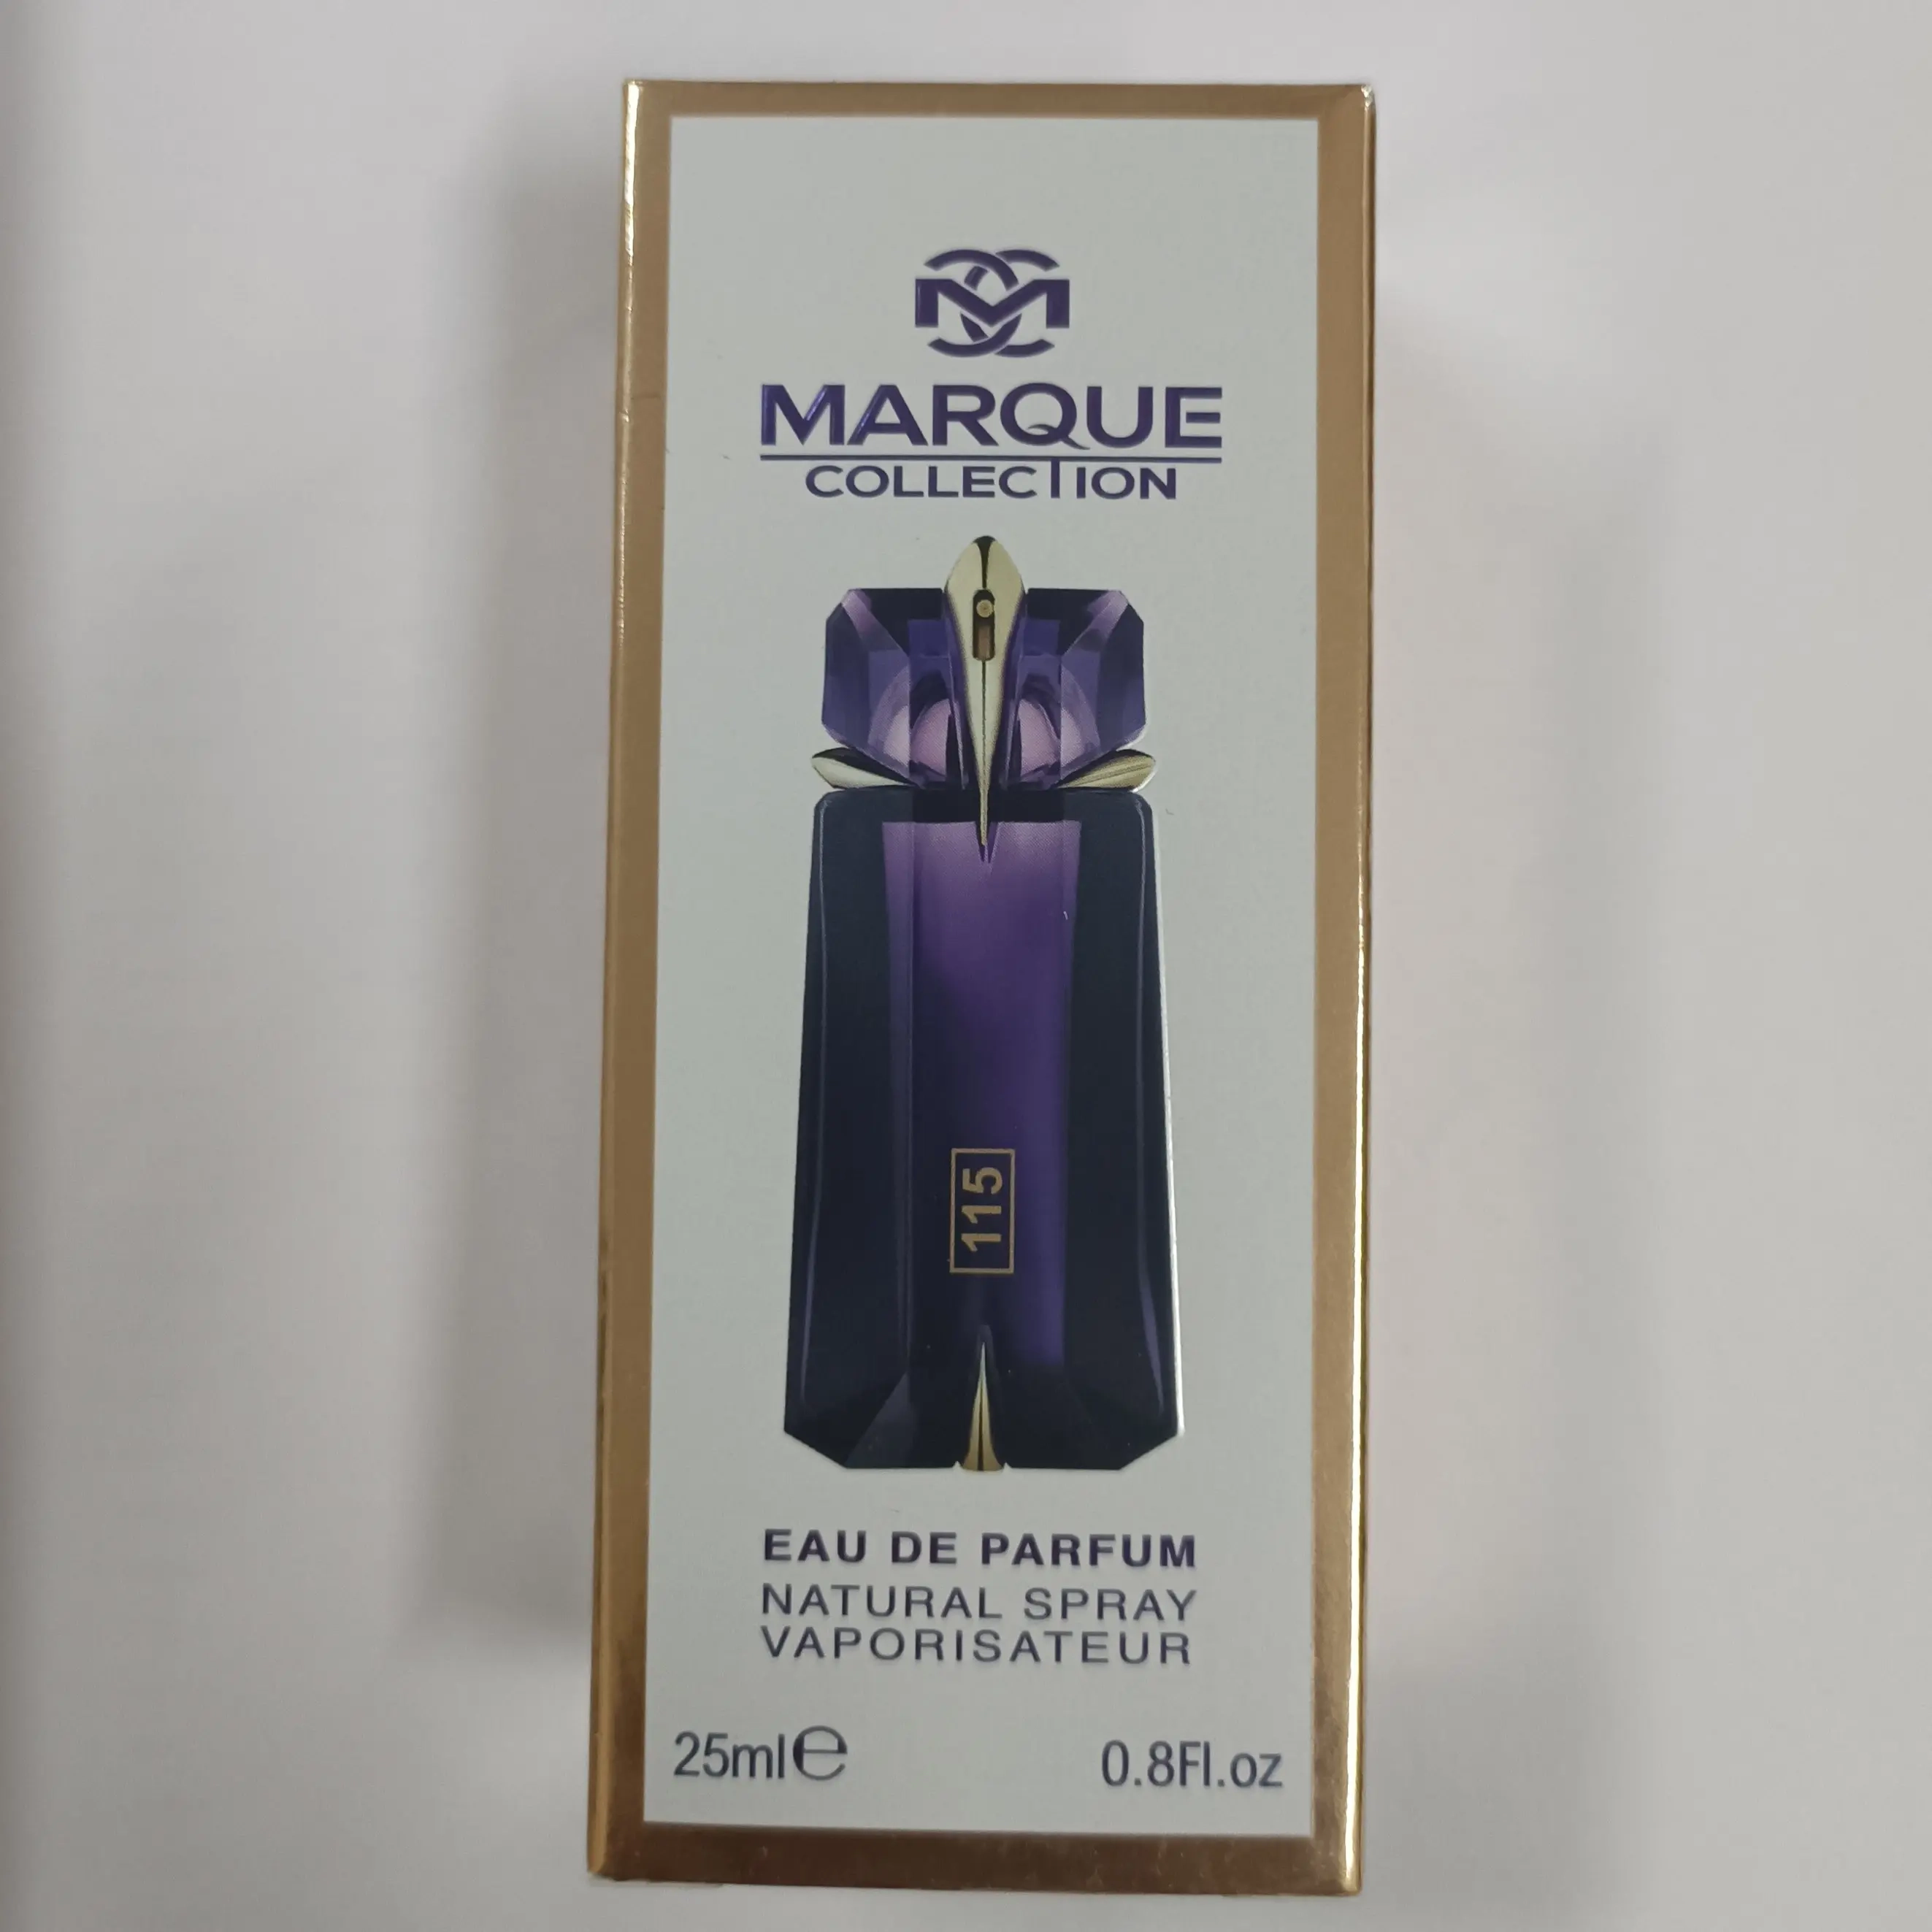 MARQUE
COLLECTION
115
EAU DE PARFUM
NATURAL SPRAY
VAPORISATEUR
25ml℮ 0.8Fl.oz